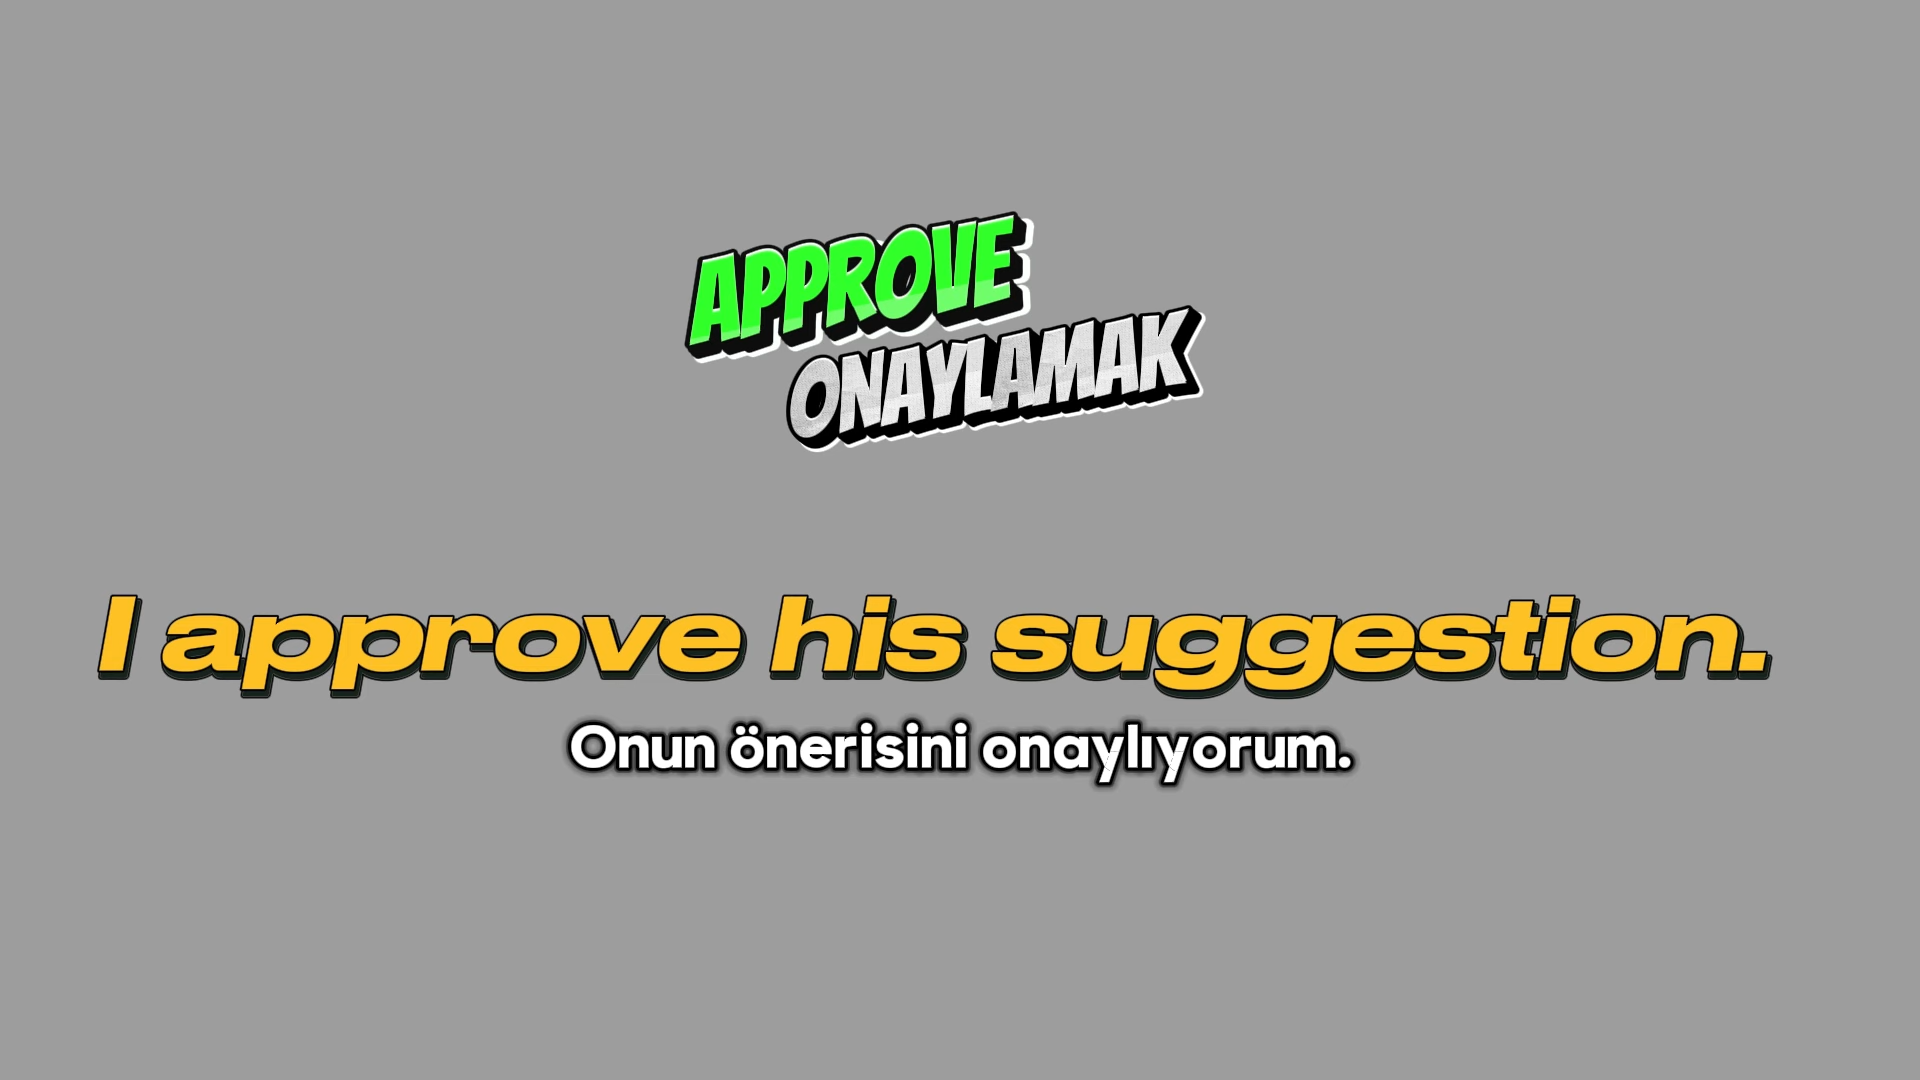 APPROVE
ONAYLAMAK
I approve his suggestion.
Onun önerisini onaylıyorum.